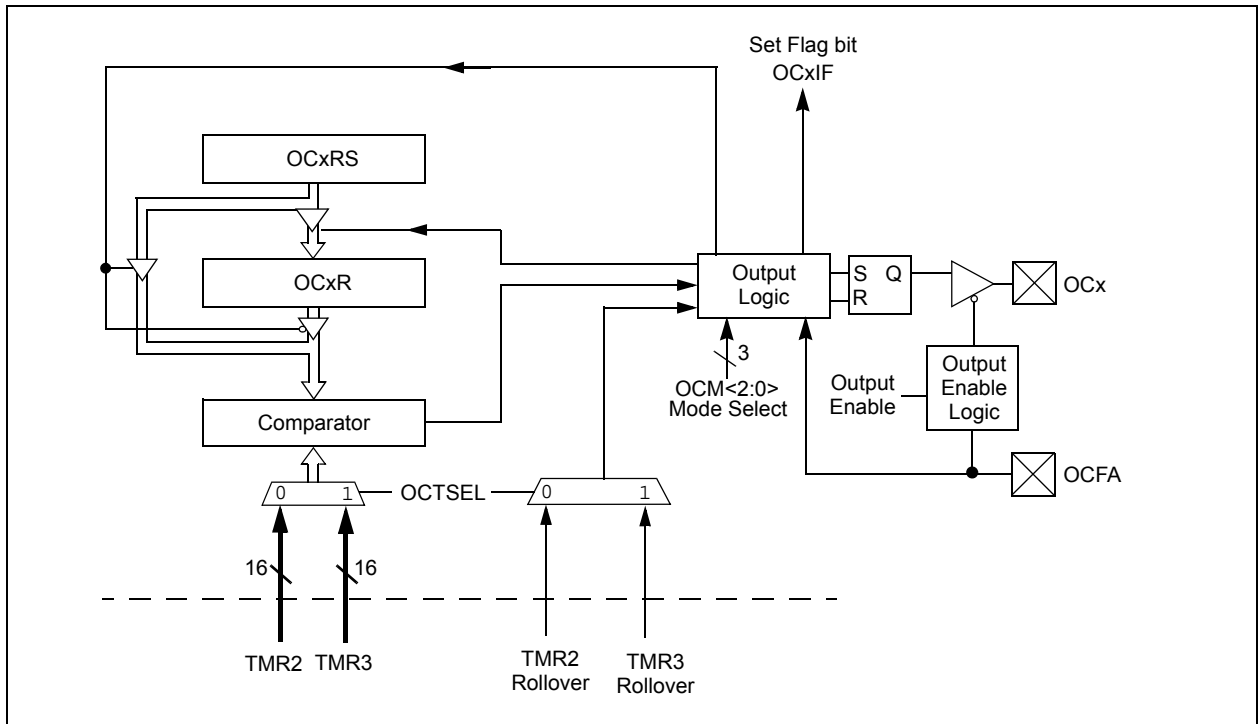 Set Flag bit
OCxIF
OCxRS
OCxR
Output
Logic
S Q
R
OCx
3
OCM<2:0>
Mode Select
Output
Enable
Output
Enable
Logic
Comparator
OCFA
0 1
OCTSEL
0 1
16
16
TMR2
TMR3
TMR2
Rollover
TMR3
Rollover